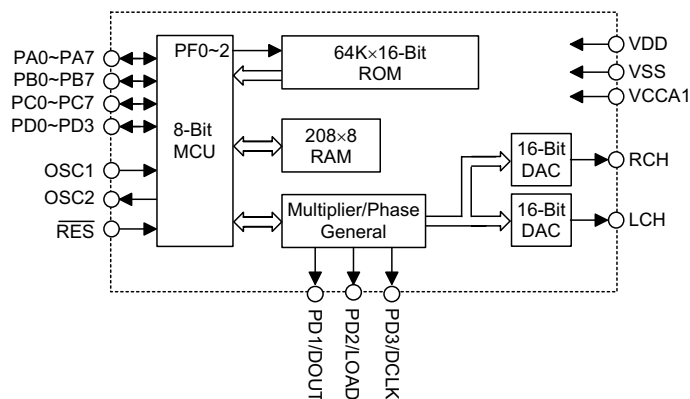 PA0~PA7
PB0~PB7
PC0~PC7
PD0~PD3
OSC1
OSC2
RES
PF0~2
8-Bit
MCU
64K×16-Bit
ROM
208×8
RAM
Multiplier/Phase
General
16-Bit
DAC
16-Bit
DAC
VDD
VSS
VCCA1
RCH
LCH
PD1/DOUT
PD2/LOAD
PD3/DCLK